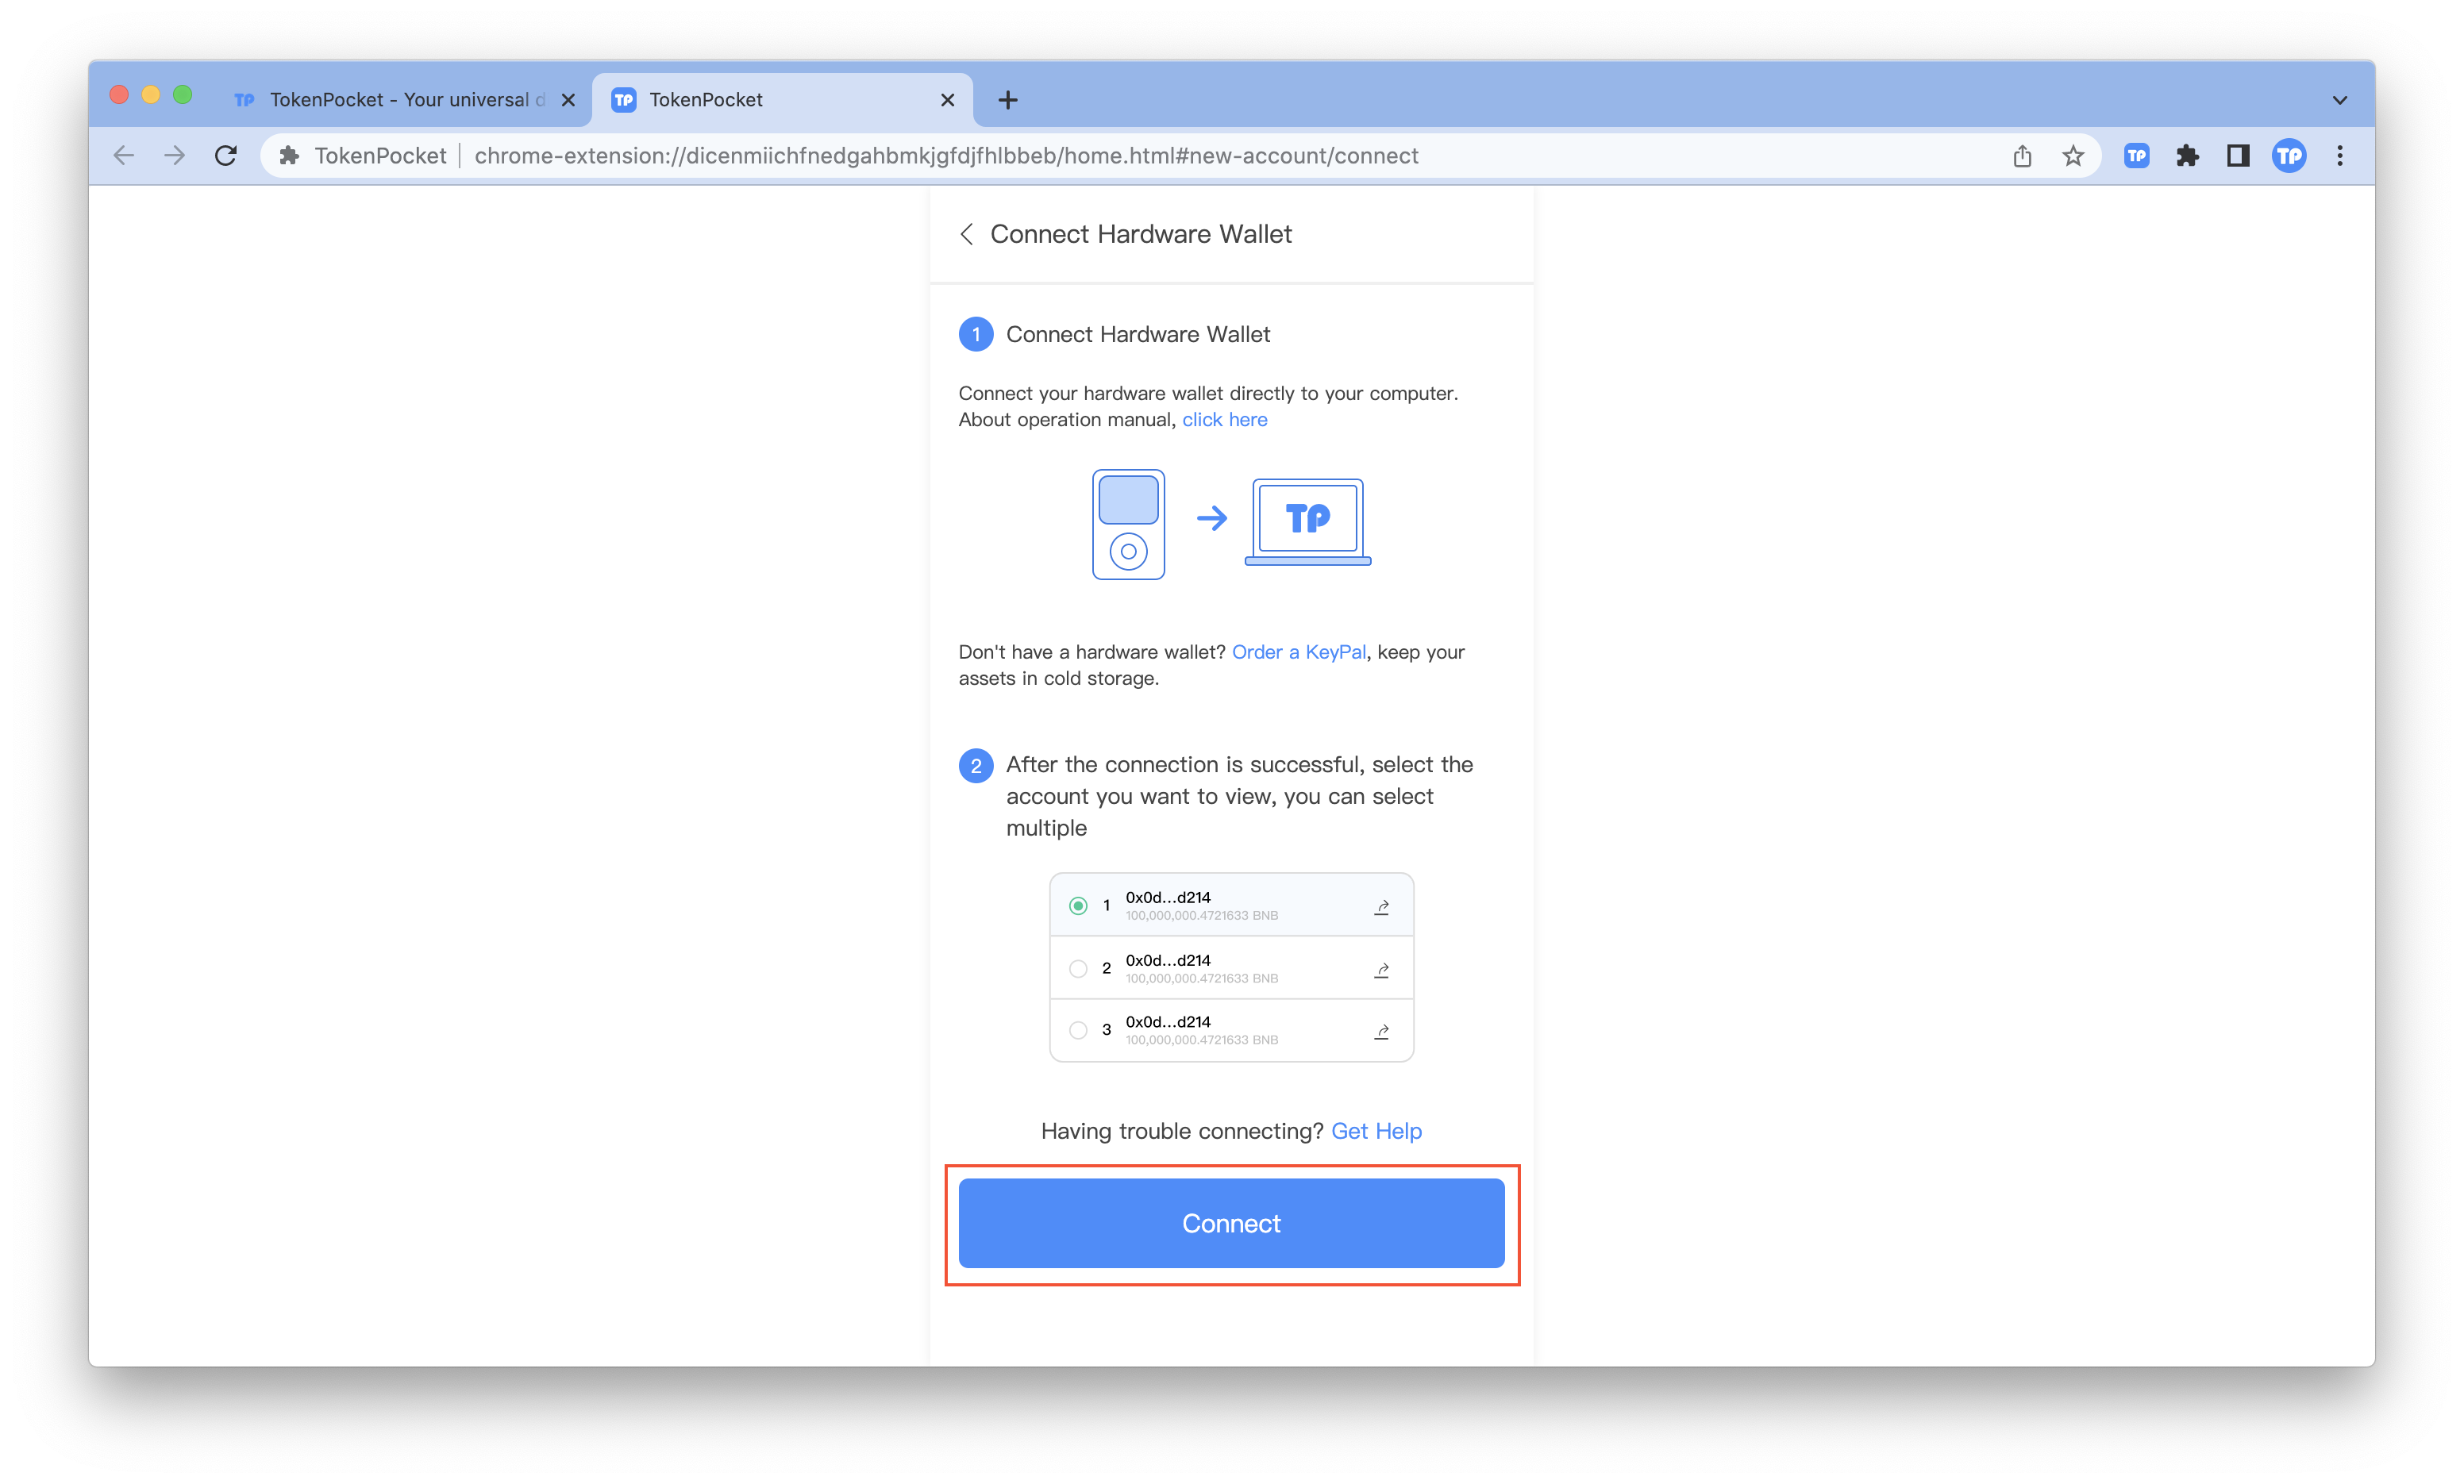 TP TokenPocket - Your universal d
TP TokenPocket
TokenPocket chrome-extension://dicenmiichfnedgahbmkjgfdjfhlbbeb/home.html#new-account/connect TP TP
Connect Hardware Wallet
1 Connect Hardware Wallet
Connect your hardware wallet directly to your computer.
About operation manual, click here
TP
Don't have a hardware wallet? Order a KeyPal, keep your
assets in cold storage.
2 After the connection is successful, select the
account you want to view, you can select
multiple
1 0x0d...d214
100,000,000.4721633 BNB
2 0x0d...d214
100,000,000.4721633 BNB
3 0x0d...d214
100,000,000.4721633 BNB
Having trouble connecting? Get Help
Connect